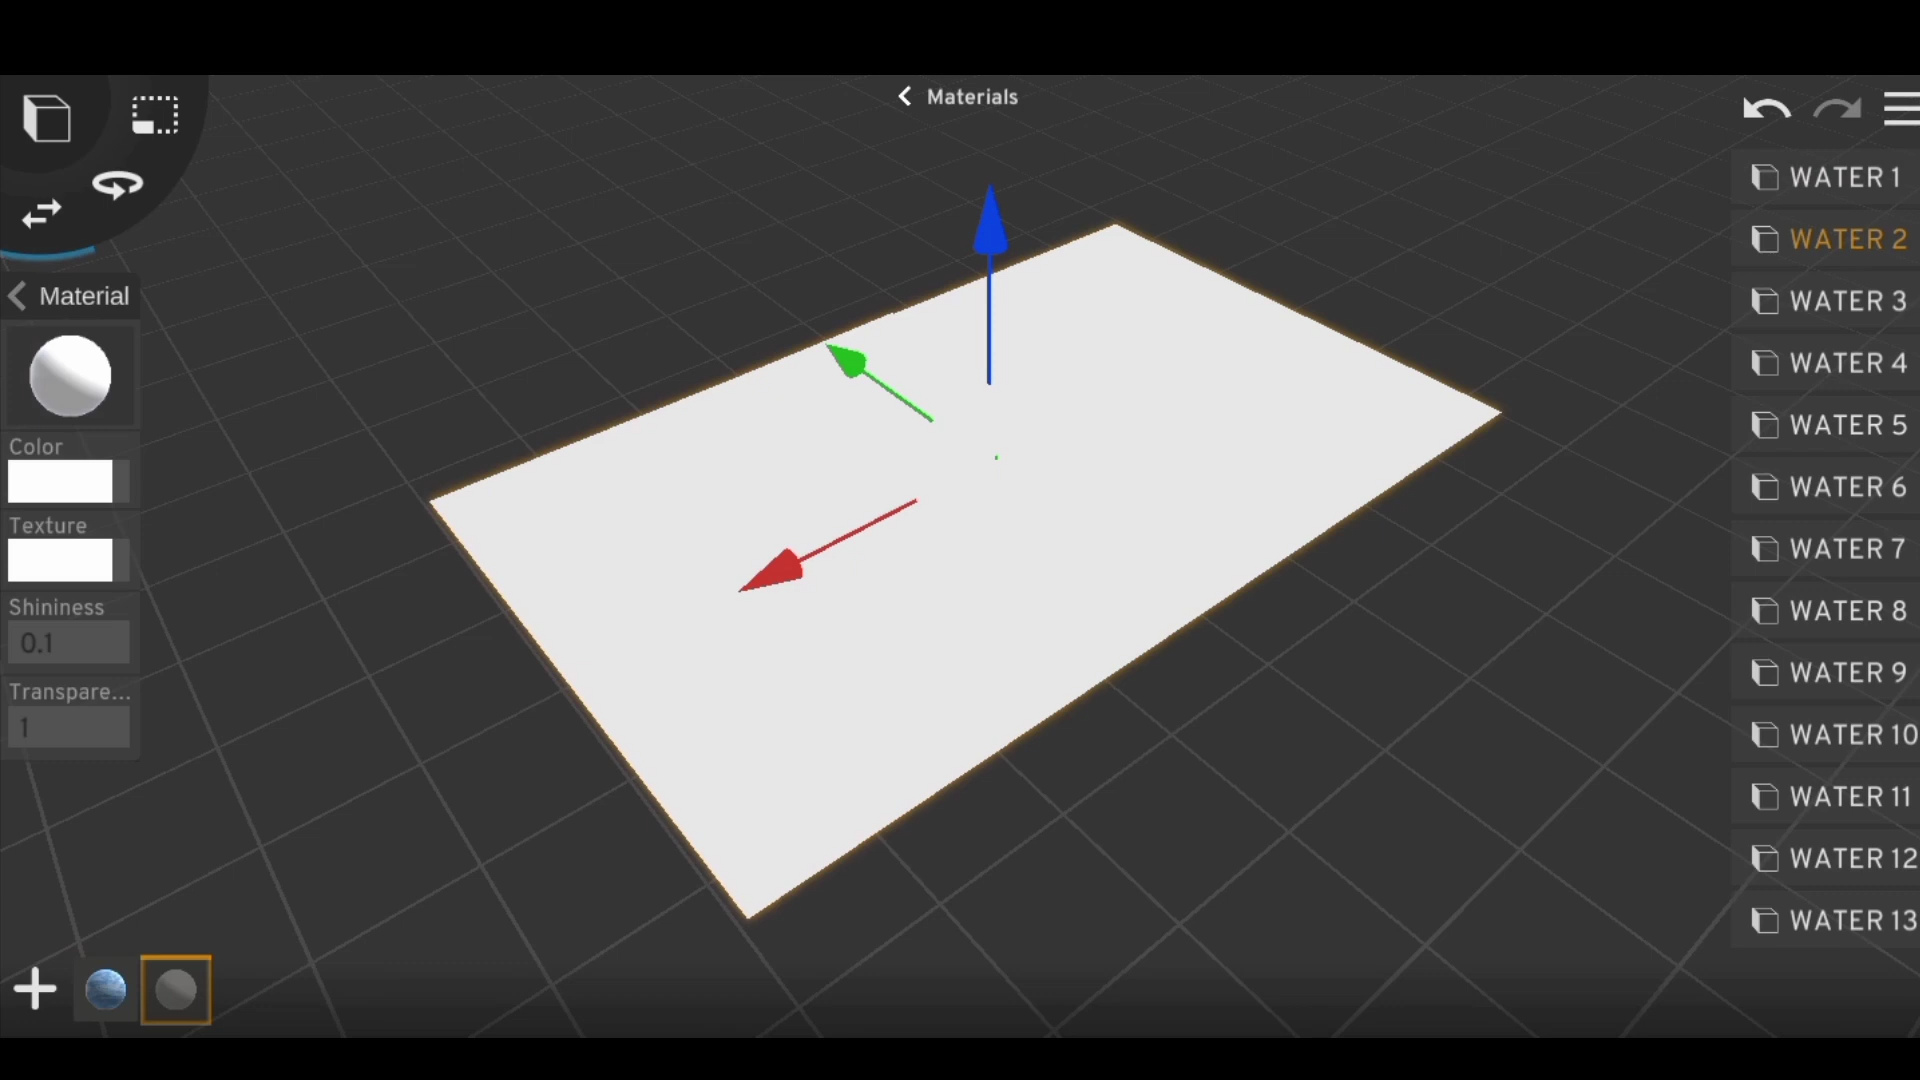 Materials
Material
Color
Texture
Shininess
0.1
Transpare...
1
WATER 1
WATER 2
WATER 3
WATER 4
WATER 5
WATER 6
WATER 7
WATER 8
WATER 9
WATER 10
WATER 11
WATER 12
WATER 13